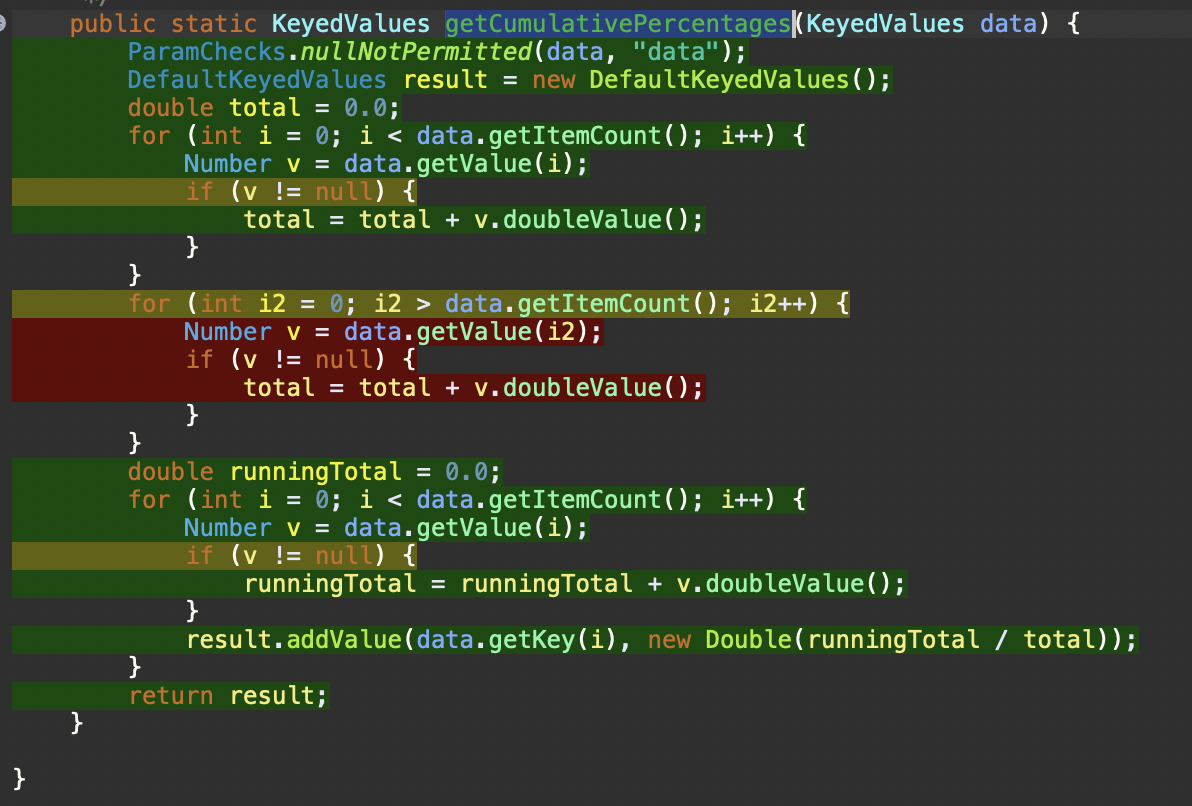 public static KeyedValues getCumulativePercentages(KeyedValues data) {
ParamChecks.nullNotPermitted(data, "data");
DefaultKeyedValues result = new DefaultKeyedValues();
double total = 0.0;
for (int i = 0; i < data.getItemCount(); i++) {
Number v = data.getValue(i);
if (v != null) {
total = total + v.doubleValue();
}
}
for (int i2 = 0; i2 > data.getItemCount(); i2++) {
Number v = data.getValue(i2);
if (v != null) {
total = total + v.doubleValue();
}
}
double runningTotal = 0.0;
for (int i = 0; i < data.getItemCount(); i++) {
Number v = data.getValue(i);
if (v != null) {
runningTotal = runningTotal + v.doubleValue();
}
result.addValue(data.getKey(i), new Double(runningTotal / total));
}
return result;
}
}